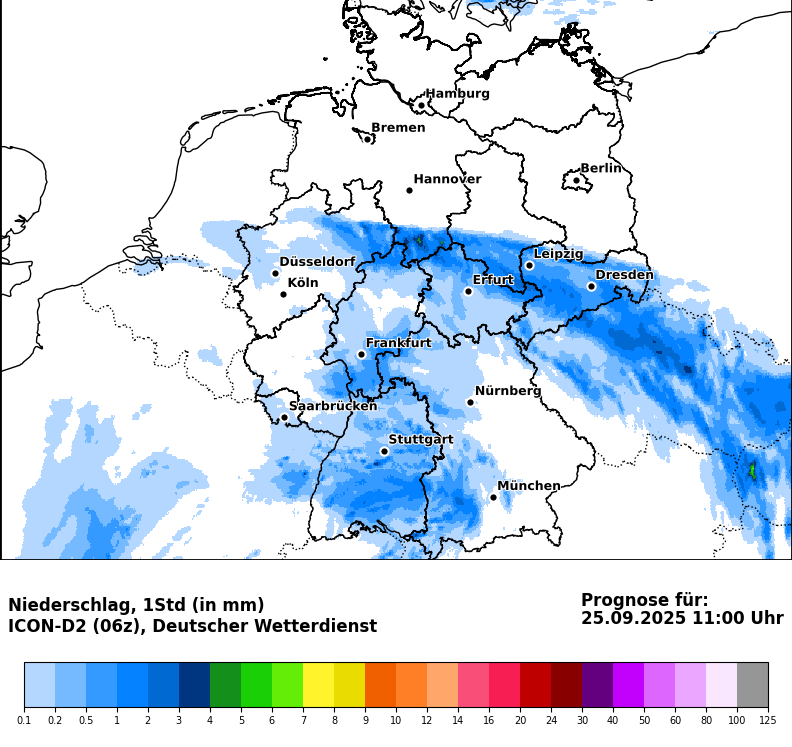 Hamburg
Bremen
Berlin
Hannover
Leipzig
Düsseldorf
Dresden
Köln
Erfurt
Frankfurt
Nürnberg
Saarbrücken
Stuttgart
München
Niederschlag, 1Std (in mm)
ICON-D2 (06z), Deutscher Wetterdienst
Prognose für:
25.09.2025 11:00 Uhr
0.1 0.2 0.5 1 2 3 4 5 6 7 8 9 10 12 14 16 20 24 30 40 50 60 80 100 125